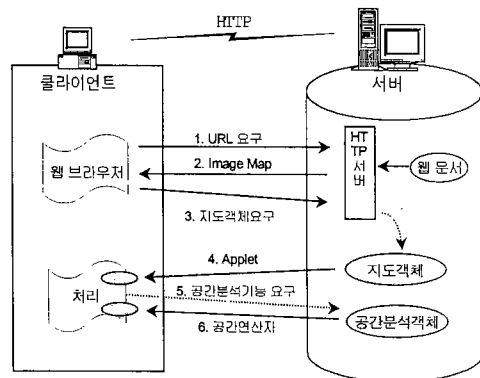 HTTP
클라이언트
서버
1. URL 요구
2. Image Map
웹 브라우저
3. 지도객체요구
HT
TP
서
버
웹 문서
4. Applet
지도객체
처리
5. 공간분석기능 요구
공간분석객체
6. 공간연산자